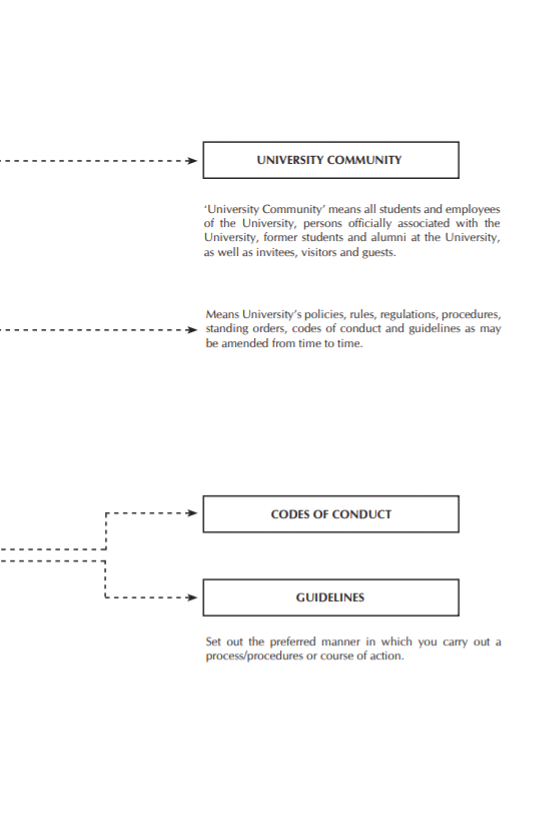 UNIVERSITY COMMUNITY
‘University Community’ means all students and employees
of the University, persons officially associated with the
University, former students and alumni at the University,
as well as invitees, visitors and guests.
Means University’s policies, rules, regulations, procedures,
standing orders, codes of conduct and guidelines as may
be amended from time to time.
CODES OF CONDUCT
GUIDELINES
Set out the preferred manner in which you carry out a
process/procedures or course of action.